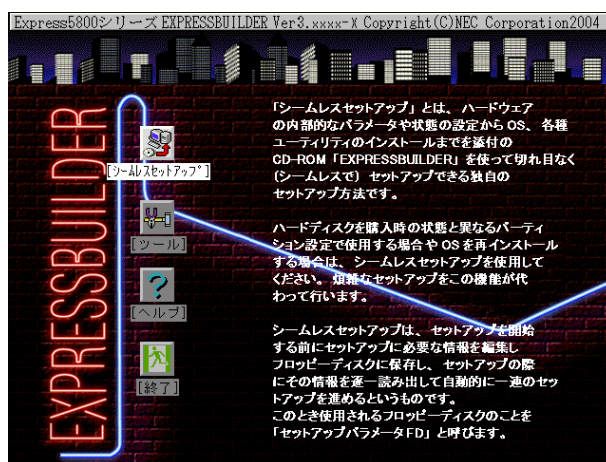 Express5800シリーズ EXPRESSBUILDER Ver3.xxxx-X Copyright(C)NEC Corporation2004
EXPRESSBUILDER
[シームレスセットアップ]
[ツール]
[ヘルプ]
[終了]
「シームレスセットアップ」とは、ハードウェア
の内部的なパラメータや状態の設定からOS、各種
ユーティリティのインストールまでを添付の
CD-ROM「EXPRESSBUILDER」を使って切れ目なく
(シームレスで)セットアップできる独自の
セットアップ方法です。
ハードディスクを購入時の状態と異なるパーティ
ション設定で使用する場合やOSを再インストール
する場合は、シームレスセットアップを使用して
ください。煩雑なセットアップをこの機能が代
わって行います。
シームレスセットアップは、セットアップを開始
する前にセットアップに必要な情報を編集し
フロッピーディスクに保存し、セットアップの際
にその情報を逐一読み出して自動的に一連のセッ
トアップを進めるというものです。
このとき使用されるフロッピーディスクのことを
「セットアップパラメータFD」と呼びます。